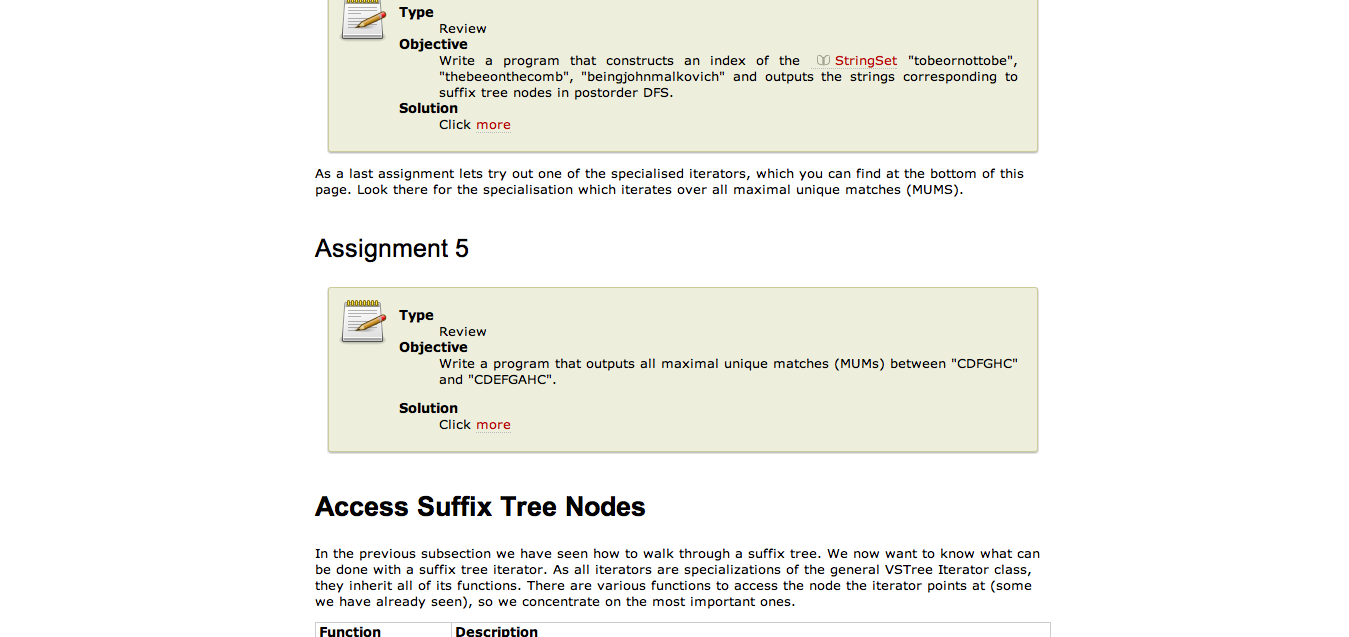 Type
Review
Objective
Write a program that constructs an index of the StringSet "tobeornottobe",
"thebeeonthecomb", "beingjohnmalkovich" and outputs the strings corresponding to
suffix tree nodes in postorder DFS.
Solution
Click more
As a last assignment lets try out one of the specialised iterators, which you can find at the bottom of this
page. Look there for the specialisation which iterates over all maximal unique matches (MUMS).
Assignment 5
Type
Review
Objective
Write a program that outputs all maximal unique matches (MUMs) between "CDFGHC"
and "CDEFGAHC".
Solution
Click more
Access Suffix Tree Nodes
In the previous subsection we have seen how to walk through a suffix tree. We now want to know what can
be done with a suffix tree iterator. As all iterators are specializations of the general VSTree Iterator class,
they inherit all of its functions. There are various functions to access the node the iterator points at (some
we have already seen), so we concentrate on the most important ones.
Function Description